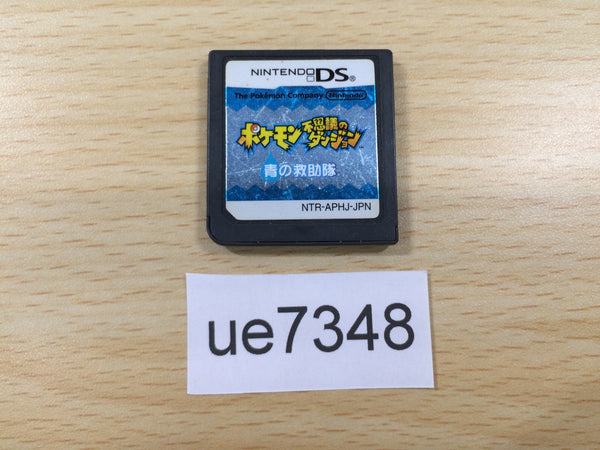 NINTENDO DS®
The Pokémon Company Nintendo
ポケモン不思議のダンジョン
青の救助隊
NTR-APHJ-JPN
ue7348